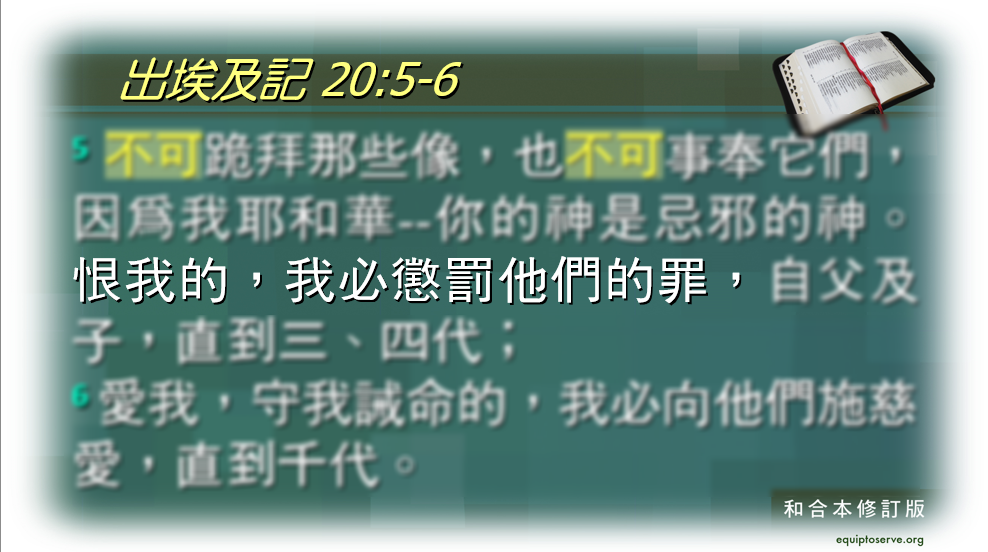 出埃及記 20:5-6
5 不可跪拜那些像，也不可事奉它們，
因為我耶和華--你的神是忌邪的神。
恨我的，我必懲罰他們的罪，自父及
子，直到三、四代；
6 愛我，守我誡命的，我必向他們施慈
愛，直到千代。
和合本修訂版
equiptoserve.org